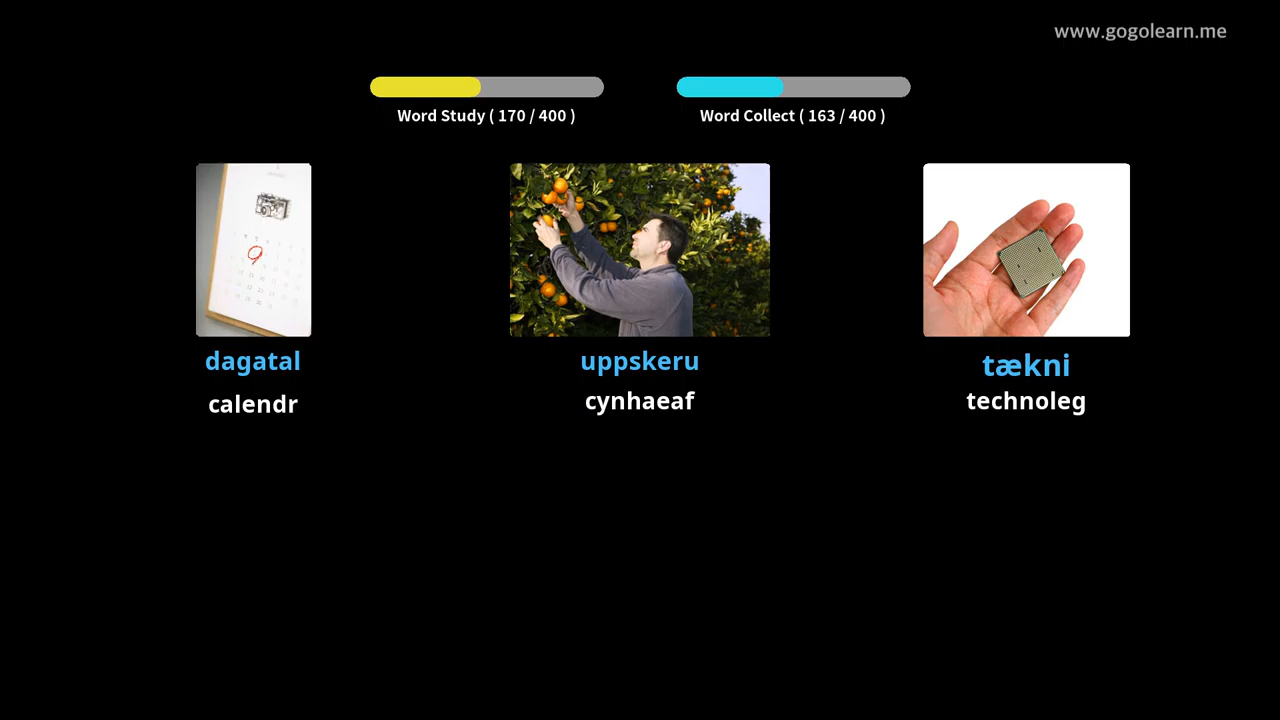 www.gogolearn.me
Word Study ( 170 / 400 )
Word Collect ( 163 / 400 )
dagatal
uppskeru
tækni
calendr
cynhaeaf
technoleg